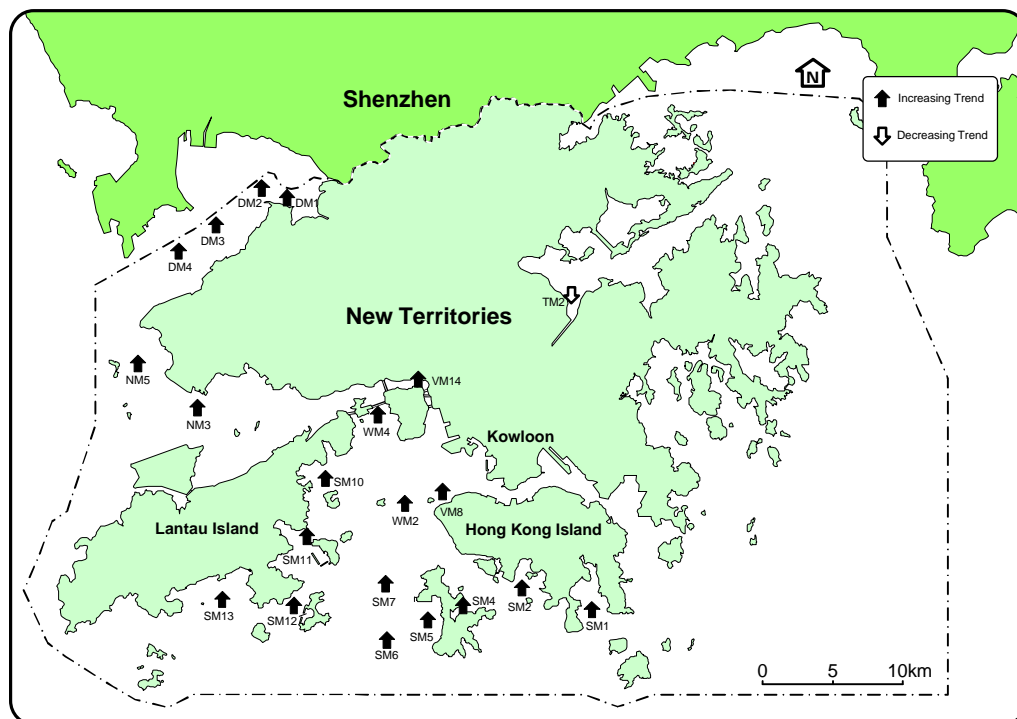 N
Shenzhen
Increasing Trend
Decreasing Trend
DM2
DM1
DM3
DM4
TM2
New Territories
NM5
VM14
NM3
WM4
Kowloon
SM10
WM2
VM8
Lantau Island
Hong Kong Island
SM11
SM7
SM4
SM2
SM13
SM12
SM5
SM1
SM6
0 5 10km